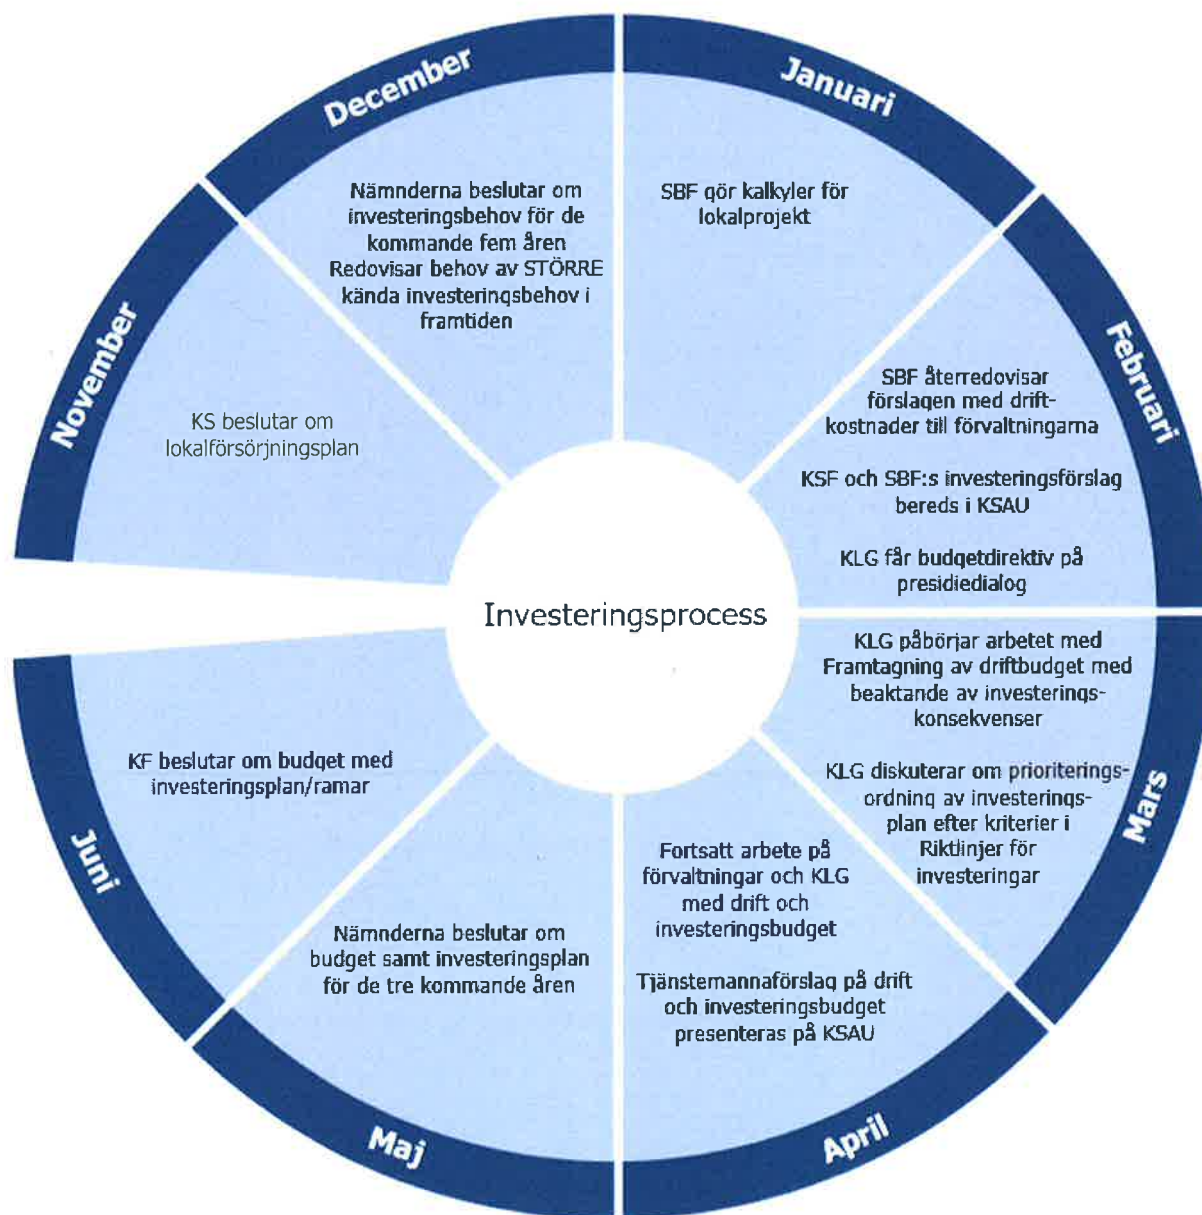 Januari
SBF gör kalkyler för
lokalprojekt
Februari
SBF återredovisar
förslagen med drift-
kostnader till förvaltningarna
KSF och SBF:s investeringsförslag
bereds i KSAU
KLG får budgetdirektiv på
presidiedialog
Mars
KLG påbörjar arbetet med
Framtagning av driftbudget med
beaktande av investerings-
konsekvenser
KLG diskuterar om prioriterings-
ordning av investerings-
plan efter kriterier i
Riktlinjer för
investeringar
April
Fortsatt arbete på
förvaltningar och KLG
med drift och
investeringsbudget
Tjänstemannaförslag på drift
och investeringsbudget
presenteras på KSAU
Maj
Nämnderna beslutar om
budget samt investeringsplan
för de tre kommande åren
Juni
KF beslutar om budget med
investeringsplan/ramar
November
KS beslutar om
lokalförsörjningsplan
December
Nämnderna beslutar om
investeringsbehov för de
kommande fem åren
Redovisar behov av STÖRRE
kända investeringsbehov i
framtiden
Investeringsprocess